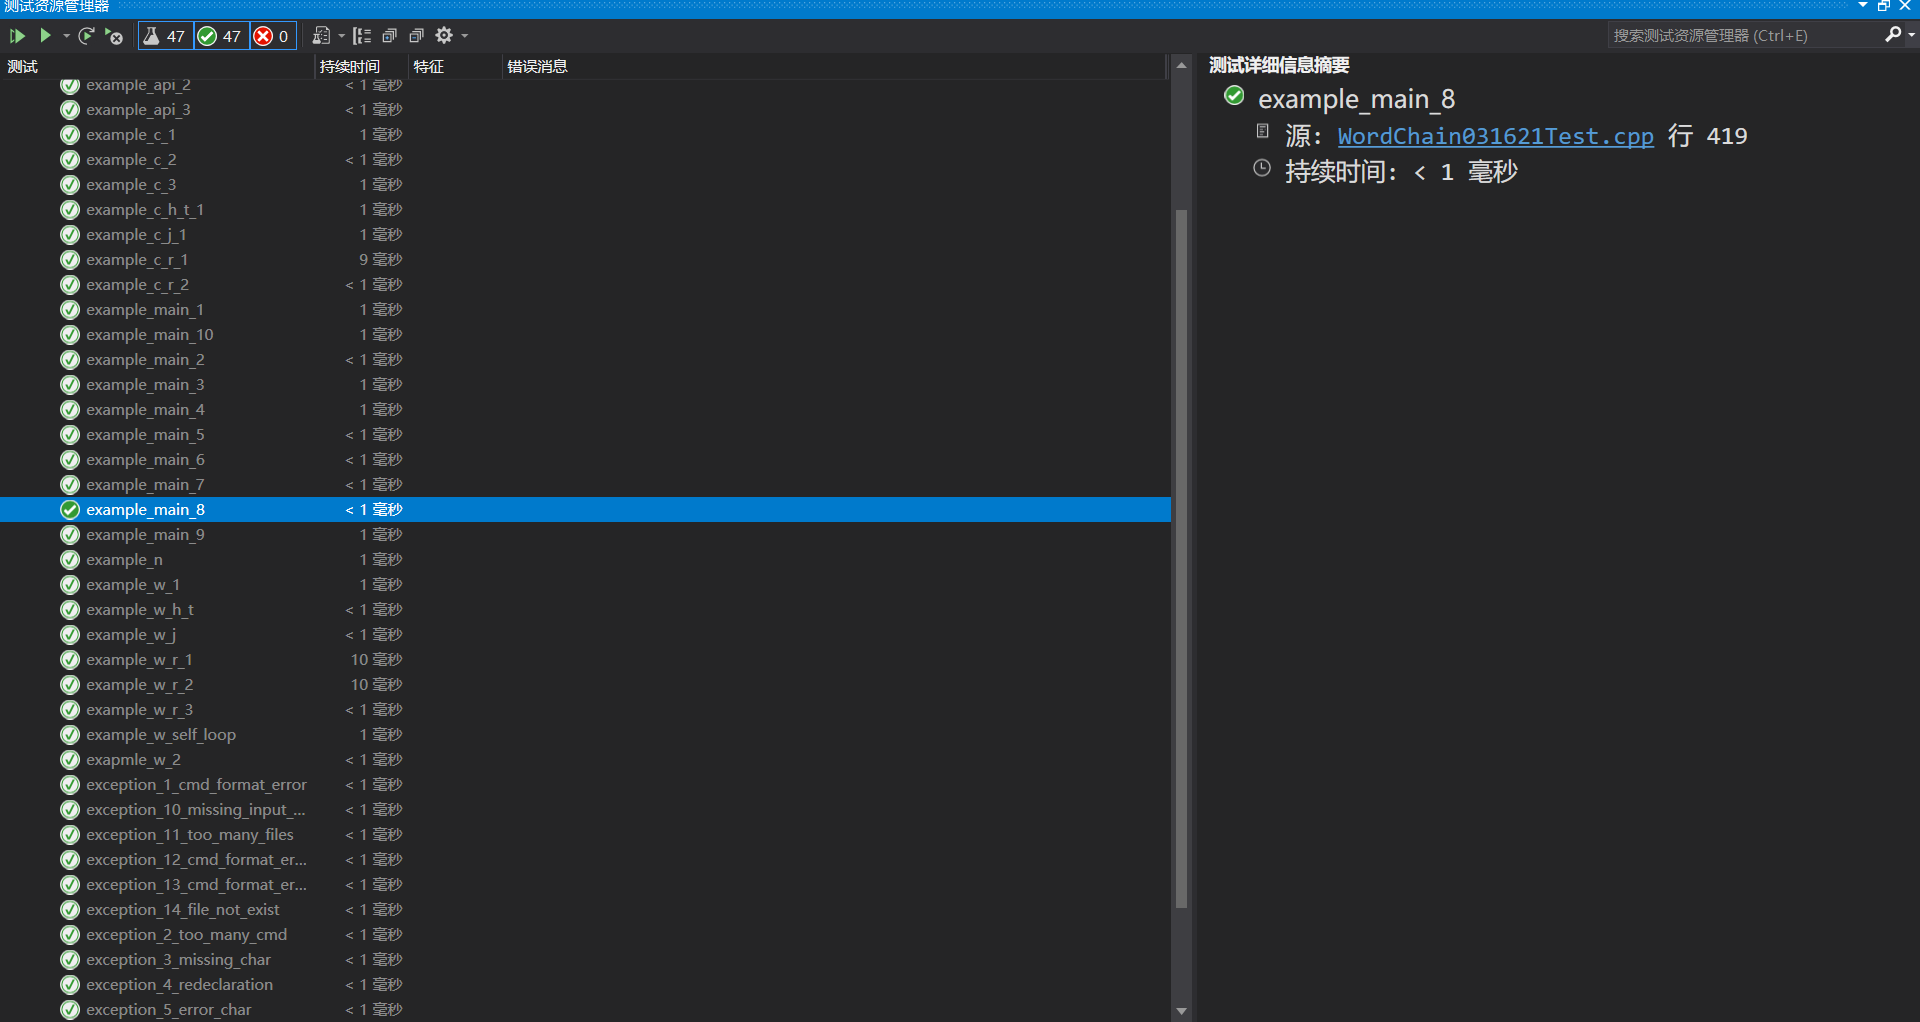 测试资源管理器
47 47 0
搜索测试资源管理器 (Ctrl+E)
测试 持续时间 特征 错误消息
example_api_2 < 1 毫秒
example_api_3 < 1 毫秒
example_c_1 1 毫秒
example_c_2 < 1 毫秒
example_c_3 1 毫秒
example_c_h_t_1 1 毫秒
example_c_j_1 1 毫秒
example_c_r_1 9 毫秒
example_c_r_2 < 1 毫秒
example_main_1 1 毫秒
example_main_10 1 毫秒
example_main_2 < 1 毫秒
example_main_3 1 毫秒
example_main_4 1 毫秒
example_main_5 < 1 毫秒
example_main_6 < 1 毫秒
example_main_7 < 1 毫秒
example_main_8 < 1 毫秒
example_main_9 1 毫秒
example_n 1 毫秒
example_w_1 1 毫秒
example_w_h_t < 1 毫秒
example_w_j < 1 毫秒
example_w_r_1 10 毫秒
example_w_r_2 10 毫秒
example_w_r_3 < 1 毫秒
example_w_self_loop 1 毫秒
exapmle_w_2 < 1 毫秒
exception_1_cmd_format_error < 1 毫秒
exception_10_missing_input_... < 1 毫秒
exception_11_too_many_files < 1 毫秒
exception_12_cmd_format_er... < 1 毫秒
exception_13_cmd_format_er... < 1 毫秒
exception_14_file_not_exist < 1 毫秒
exception_2_too_many_cmd < 1 毫秒
exception_3_missing_char < 1 毫秒
exception_4_redeclaration < 1 毫秒
exception_5_error_char < 1 毫秒
测试详细信息摘要
example_main_8
源: WordChain031621Test.cpp 行 419
持续时间: < 1 毫秒